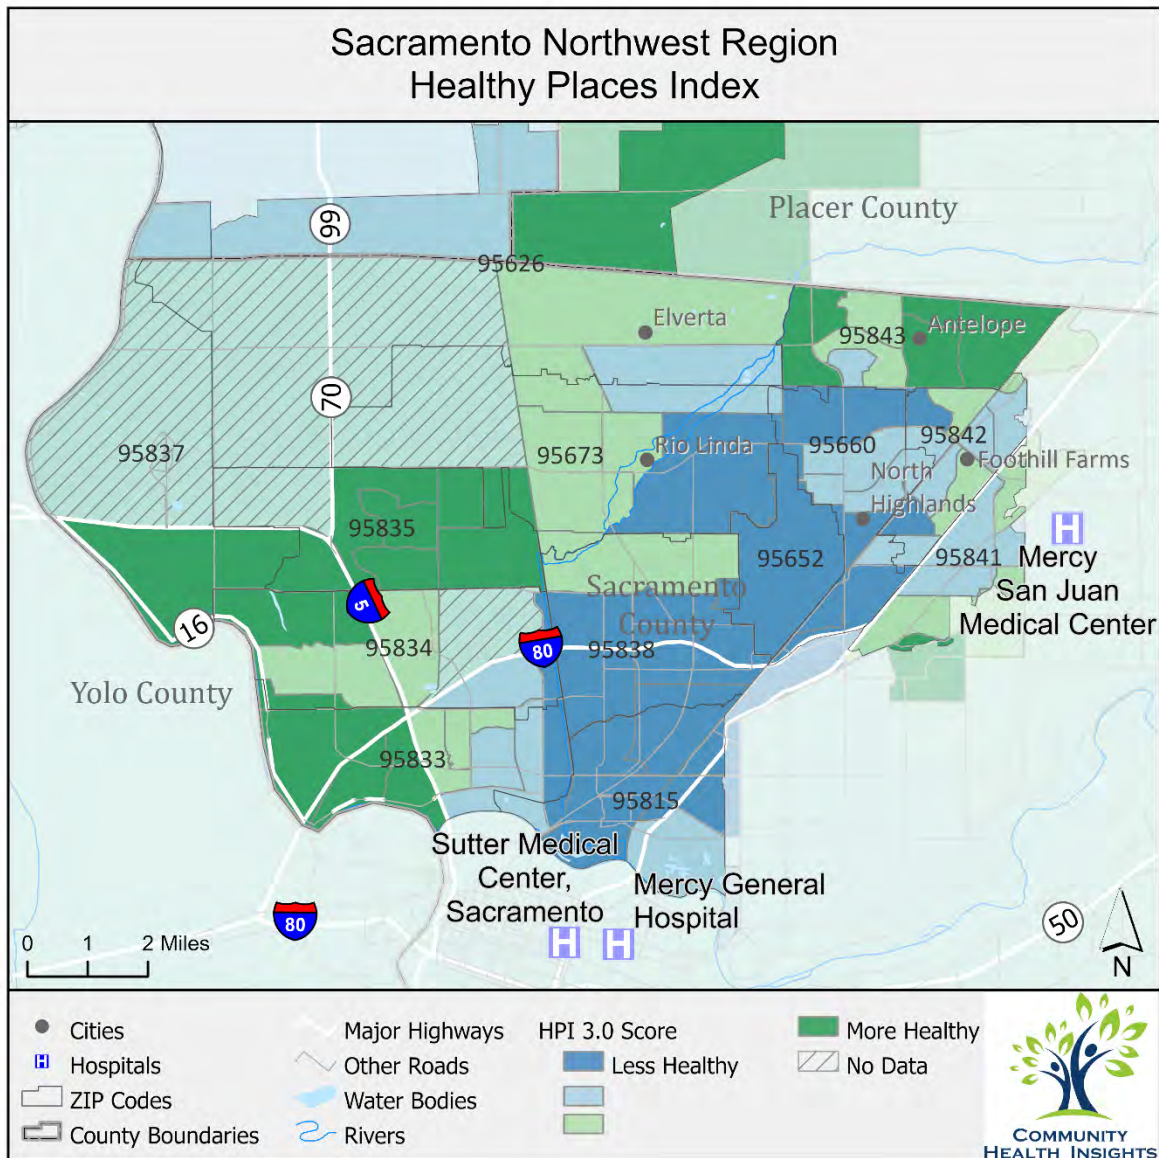 Sacramento Northwest Region
Healthy Places Index
99
Placer County
95626
Elverta
95843
Antelope
70
95837
95673
Rio Linda
95660
95842
North
Highlands
Foothill Farms
H
95835
95652
95841
Mercy
San Juan
Medical Center
5
Sacramento
County
16
95834
80
95838
Yolo County
95833
95815
Sutter Medical
Center,
Sacramento
Mercy General
Hospital
80
H
H
50
0 1 2 Miles
N
Cities
H Hospitals
ZIP Codes
County Boundaries
Major Highways
Other Roads
Water Bodies
Rivers
HPI 3.0 Score
Less Healthy
More Healthy
No Data
COMMUNITY
HEALTH INSIGHTS